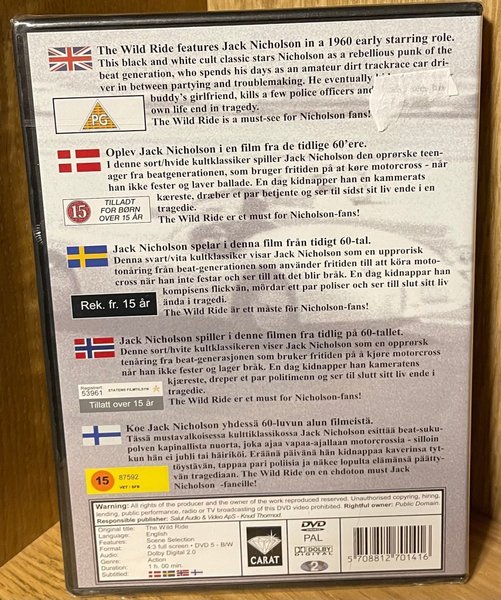 The Wild Ride features Jack Nicholson in a 1960 early starring role.
This black and white cult classic stars Nicholson as a rebellious punk of the
beat generation, who spends his days as an amateur dirt trackrace car dri-
ver in between partying and troublemaking. He eventually
buddy's girlfriend, kills a few police officers and
own life end in tragedy.
The Wild Ride is a must-see for Nicholson fans!
PG
Oplev Jack Nicholson i en film fra de tidlige 60'ere.
I denne sort/hvide kultklassiker spiller Jack Nicholson den oprørske teen-
ager fra beatgenerationen, som bruger fritiden på at køre motorcross - når
han ikke fester og laver ballade. En dag kidnapper han en kammerats
kæreste, dræber et par betjente og ser til sidst sit liv ende i en
tragedie.
The Wild Ride er et must for Nicholson-fans!
15 TILLADT
FOR BØRN
OVER 15 ÅR
Jack Nicholson spelar i denna film från tidigt 60-tal.
Denna svart/vita kultklassiker visar Jack Nicholson som en upprorisk
tonåring från beat-generationen som använder fritiden till att köra moto-
cross när han inte festar och ser till att det blir bråk. En dag kidnappar han
kompisens flickvän, mördar ett par poliser och ser till slut sitt liv
ända i tragedi.
The Wild Ride är ett måste för Nicholson-fans!
Rek. fr. 15 år
Jack Nicholson spiller i denne filmen fra tidlig på 60-tallet.
Denne sort/hvite kultklassikeren viser Jack Nicholson som en opprørsk
tenåring fra beat-generasjonen som bruker fritiden på å kjøre motorcross
når han ikke fester og lager bråk. En dag kidnapper han kameratens
kjæreste, dreper et par politimenn og ser til slutt sitt liv ende i
tragedie.
The Wild Ride er et must for Nicholson-fans!
Registrert
53961
STATENS FILMTILSYN
Tillatt over 15 år
Koe Jack Nicholson yhdessä 60-luvun alun filmeistä.
Tässä mustavalkoisessa kulttiklassikossa Jack Nicholson esittää beat-suku-
polven kapinallista nuorta, joka ajaa vapaa-ajallaan motorcrossia - silloin
kun hän ei juhli tai häiriköi. Eräänä päivänä hän kidnappaa kaverinsa tyt-
töystävän, tappaa pari poliisia ja näkee lopulta elämänsä päätty-
vän tragediaan. The Wild Ride on ehdoton must Jack
Nicholson -faneille!
15 87592
VET / SFB
Warning: All rights of the producer and the owner of the work reproduced reserved. Unauthorised copying, hiring,
lending, public performance, radio or TV broadcasting of this DVD video prohibited. Rightful owner: Public Domain.
Responsible publisher: Salut Audio & Video ApS - Knud Thormod.
Original title: The Wild Ride
Language: English
Features: Scene Selection
Format: 4:3 full screen • DVD 5 - B/W
Audio: Dolby Digital 2.0
Genre: Action
Duration: 1 h. 00 min.
Subtitled:
CARAT
DVD
VIDEO
PAL
DOLBY
DIGITAL
2
5 708812 701416